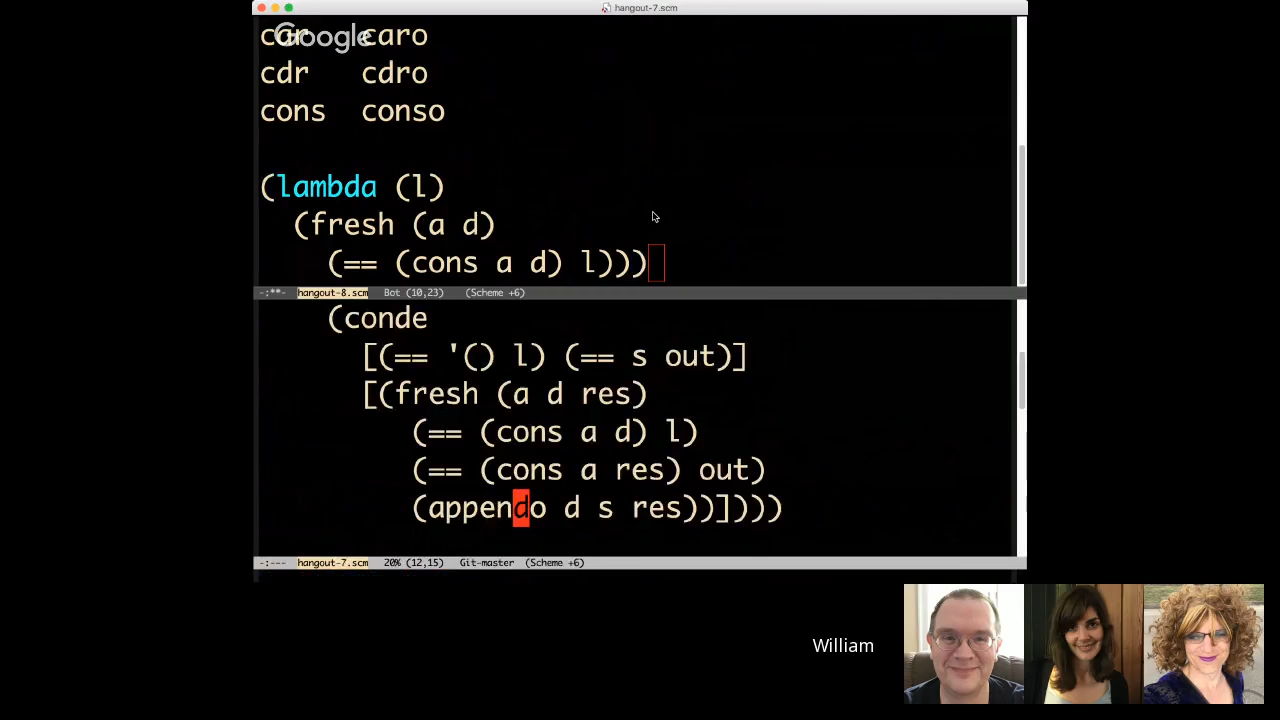 hangout-7.scm
Google
car caro
cdr cdro
cons conso
(lambda (l)
(fresh (a d)
(== (cons a d) l)))
-:**- hangout-8.scm Bot (10,23) (Scheme +6)
(conde
[(== '() l) (== s out)]
[(fresh (a d res)
(== (cons a d) l)
(== (cons a res) out)
(appendo d s res))]))))
-:--- hangout-7.scm 20% (12,15) Git-master (Scheme +6)
William